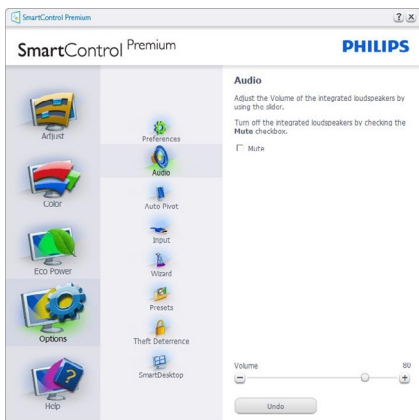 SmartControl Premium
SmartControl Premium
PHILIPS
Adjust
Color
Eco Power
Options
Help
Preferences
Audio
Auto Pivot
Input
Wizard
Presets
Theft Deterrence
SmartDesktop
Audio
Adjust the Volume of the integrated loudspeakers by
using the slider.
Turn off the integrated loudspeakers by checking the
Mute checkbox.
Mute
Volume 80
Undo